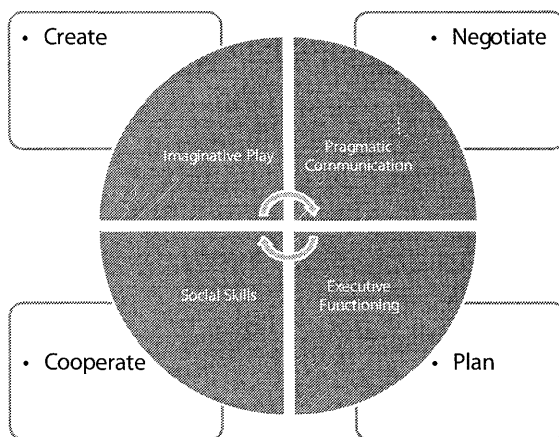 • Create
• Negotiate
Imaginative Play
Pragmatic
Communication
Social Skills
Executive
Functioning
• Cooperate
• Plan